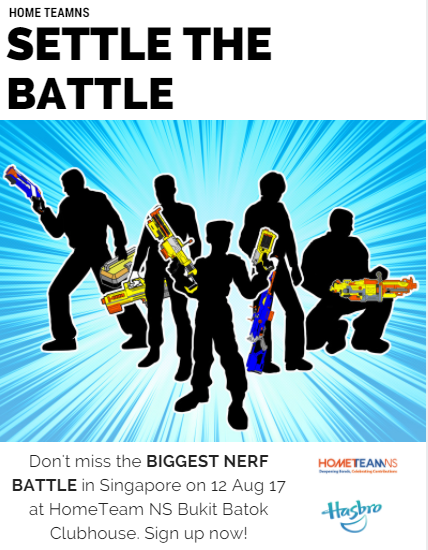 HOME TEAMNS
SETTLE THE
BATTLE
Don't miss the BIGGEST NERF
BATTLE in Singapore on 12 Aug 17
at HomeTeam NS Bukit Batok
Clubhouse. Sign up now!
HOMETEAMNS
Deepening Bonds, Celebrating Contributions
Hasbro